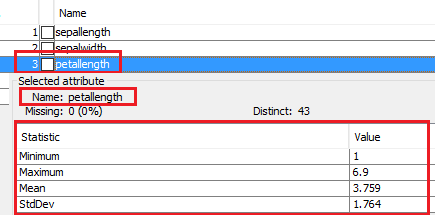 Name
1 sepallength
2 sepalwidth
3 petallength
Selected attribute
Name: petallength
Missing: 0 (0%) Distinct: 43
Statistic Value
Minimum 1
Maximum 6.9
Mean 3.759
StdDev 1.764